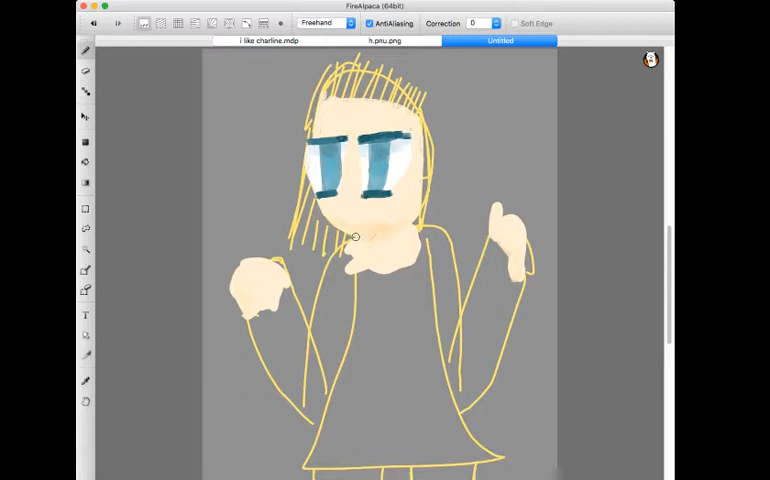 FireAlpaca (64bit)
Freehand AntiAliasing Correction 0 Soft Edge
i like charline.mdp h.pnu.png Untitled
T